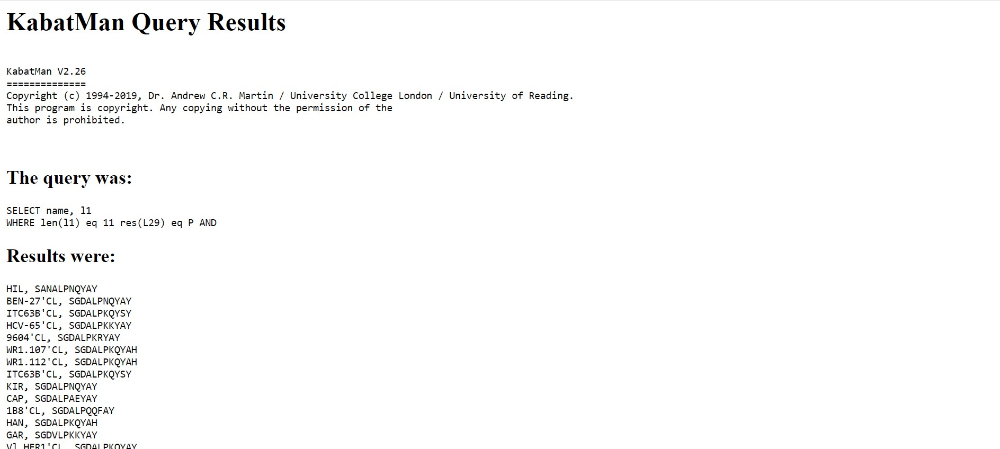 KabatMan Query Results
KabatMan V2.26
==============
Copyright (c) 1994-2019, Dr. Andrew C.R. Martin / University College London / University of Reading.
This program is copyright. Any copying without the permission of the
author is prohibited.
The query was:
SELECT name, l1
WHERE len(l1) eq 11 res(L29) eq P AND
Results were:
HIL, SANALPNQYAY
BEN-27'CL, SGDALPNQYAY
ITC63B'CL, SGDALPKQYSY
HCV-65'CL, SGDALPKKYAY
9604'CL, SGDALPKRYAY
WR1.107'CL, SGDALPKQYAH
WR1.112'CL, SGDALPKQYAH
ITC63B'CL, SGDALPKQYSY
KIR, SGDALPNQYAY
CAP, SGDALPAEYAY
1B8'CL, SGDALPQQFAY
HAN, SGDALPKQYAH
GAR, SGDVLPKKYAY
Vl HER1'CL, SGDALPKQYAY